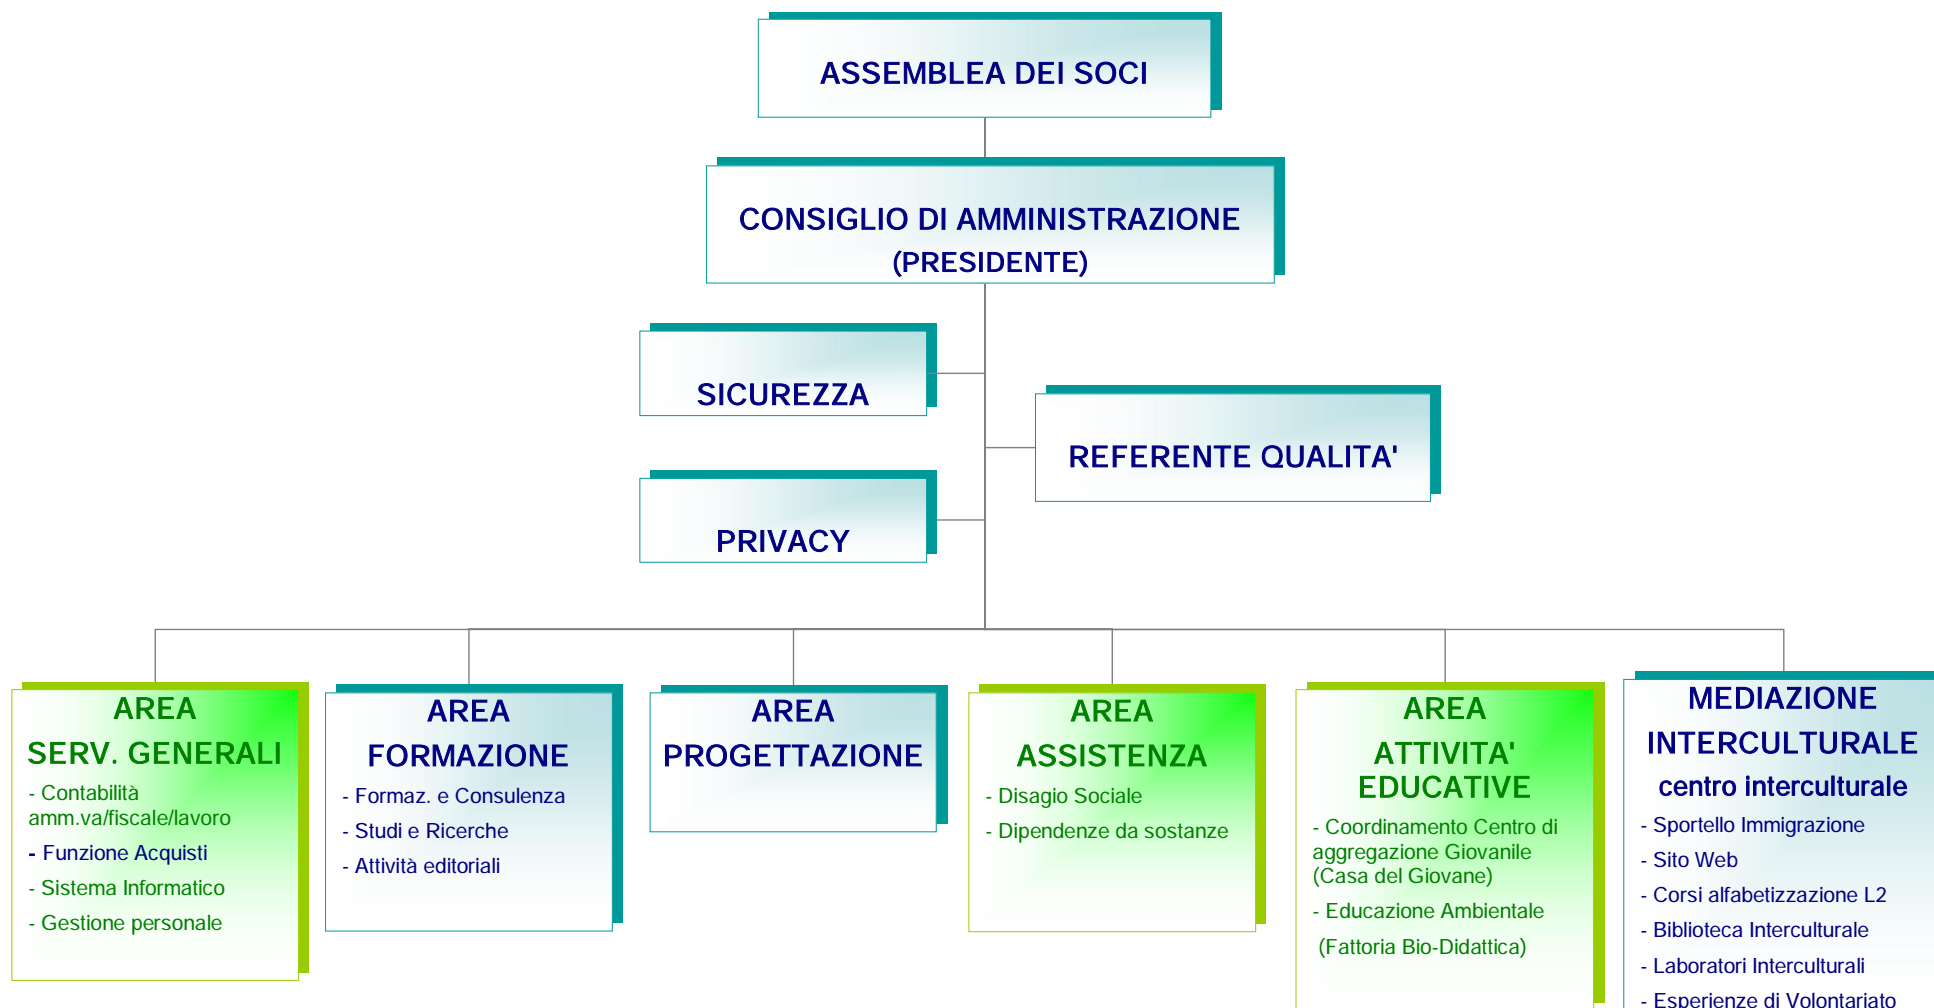 ASSEMBLEA DEI SOCI
CONSIGLIO DI AMMINISTRAZIONE
(PRESIDENTE)
SICUREZZA
REFERENTE QUALITA'
PRIVACY
AREA
SERV. GENERALI
- Contabilità
amm.va/fiscale/lavoro
- Funzione Acquisti
- Sistema Informatico
- Gestione personale
AREA
FORMAZIONE
- Formaz. e Consulenza
- Studi e Ricerche
- Attività editoriali
AREA
PROGETTAZIONE
AREA
ASSISTENZA
- Disagio Sociale
- Dipendenze da sostanze
AREA
ATTIVITA'
EDUCATIVE
- Coordinamento Centro di
aggregazione Giovanile
(Casa del Giovane)
- Educazione Ambientale
(Fattoria Bio-Didattica)
MEDIAZIONE
INTERCULTURALE
centro interculturale
- Sportello Immigrazione
- Sito Web
- Corsi alfabetizzazione L2
- Biblioteca Interculturale
- Laboratori Interculturali
- Esperienze di Volontariato